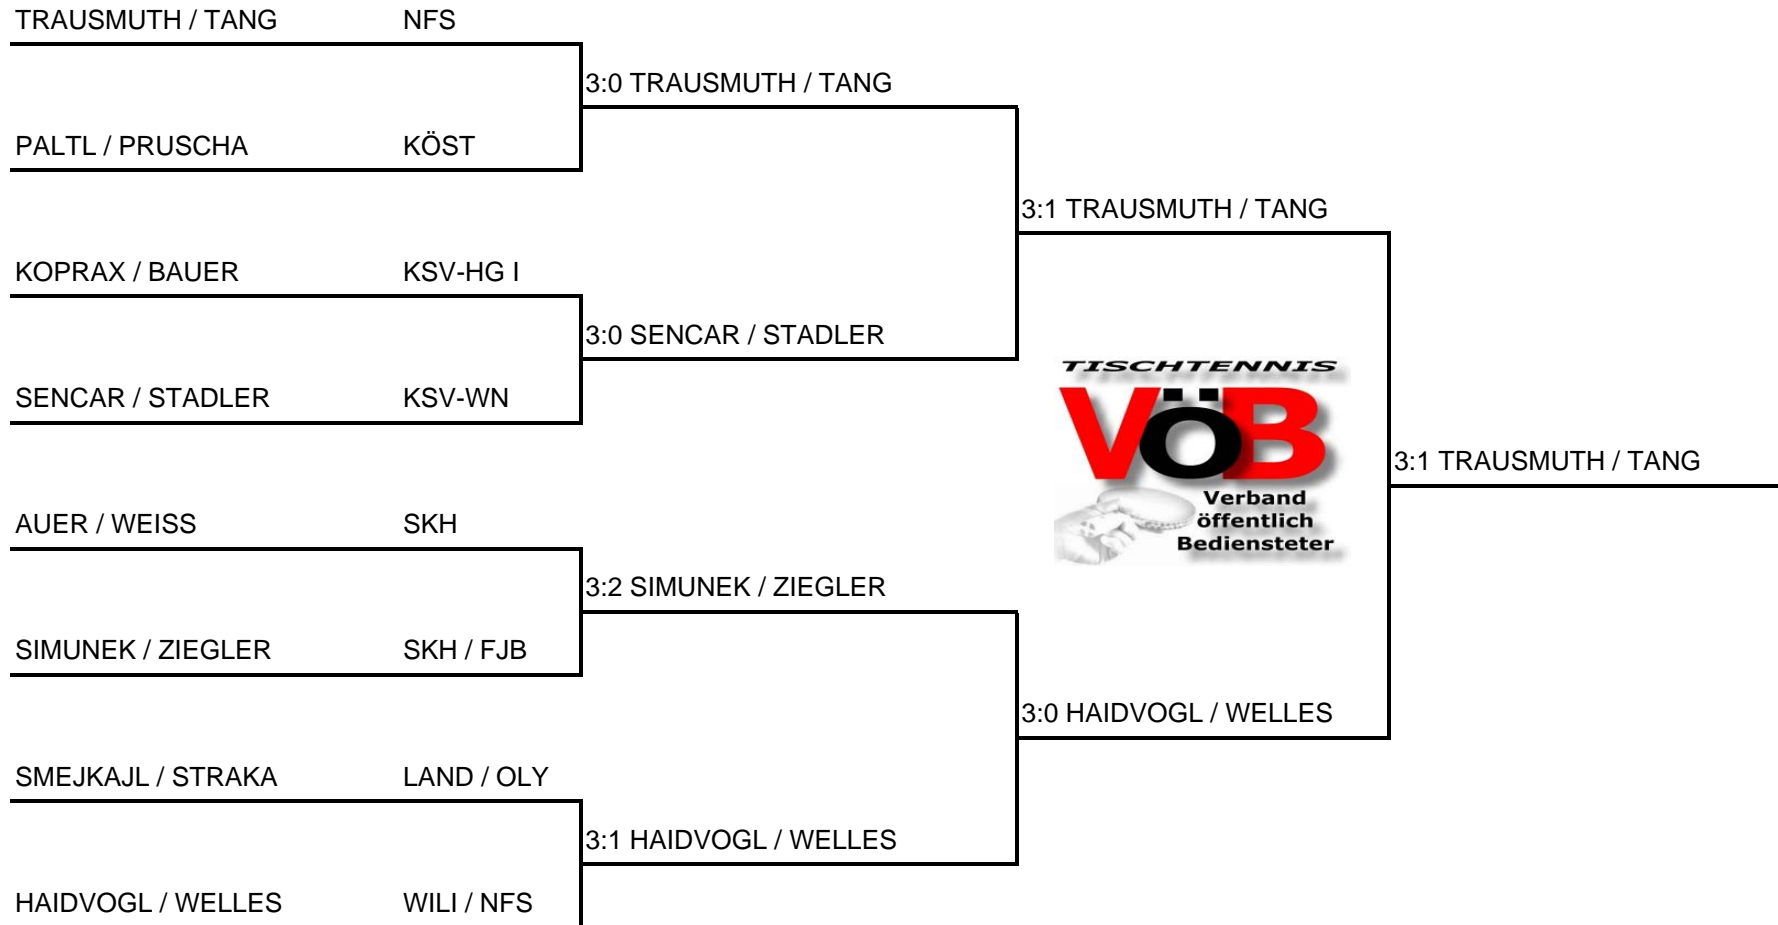 TRAUSMUTH / TANG NFS
3:0 TRAUSMUTH / TANG
PALTL / PRUSCHA KÖST
3:1 TRAUSMUTH / TANG
KOPRAX / BAUER KSV-HG I
3:0 SENCAR / STADLER
SENCAR / STADLER KSV-WN
TISCHTENNIS
VöB
Verband
öffentlich
Bediensteter
3:1 TRAUSMUTH / TANG
AUER / WEISS SKH
3:2 SIMUNEK / ZIEGLER
SIMUNEK / ZIEGLER SKH / FJB
3:0 HAIDVOGL / WELLES
SMEJKAJL / STRAKA LAND / OLY
3:1 HAIDVOGL / WELLES
HAIDVOGL / WELLES WILI / NFS